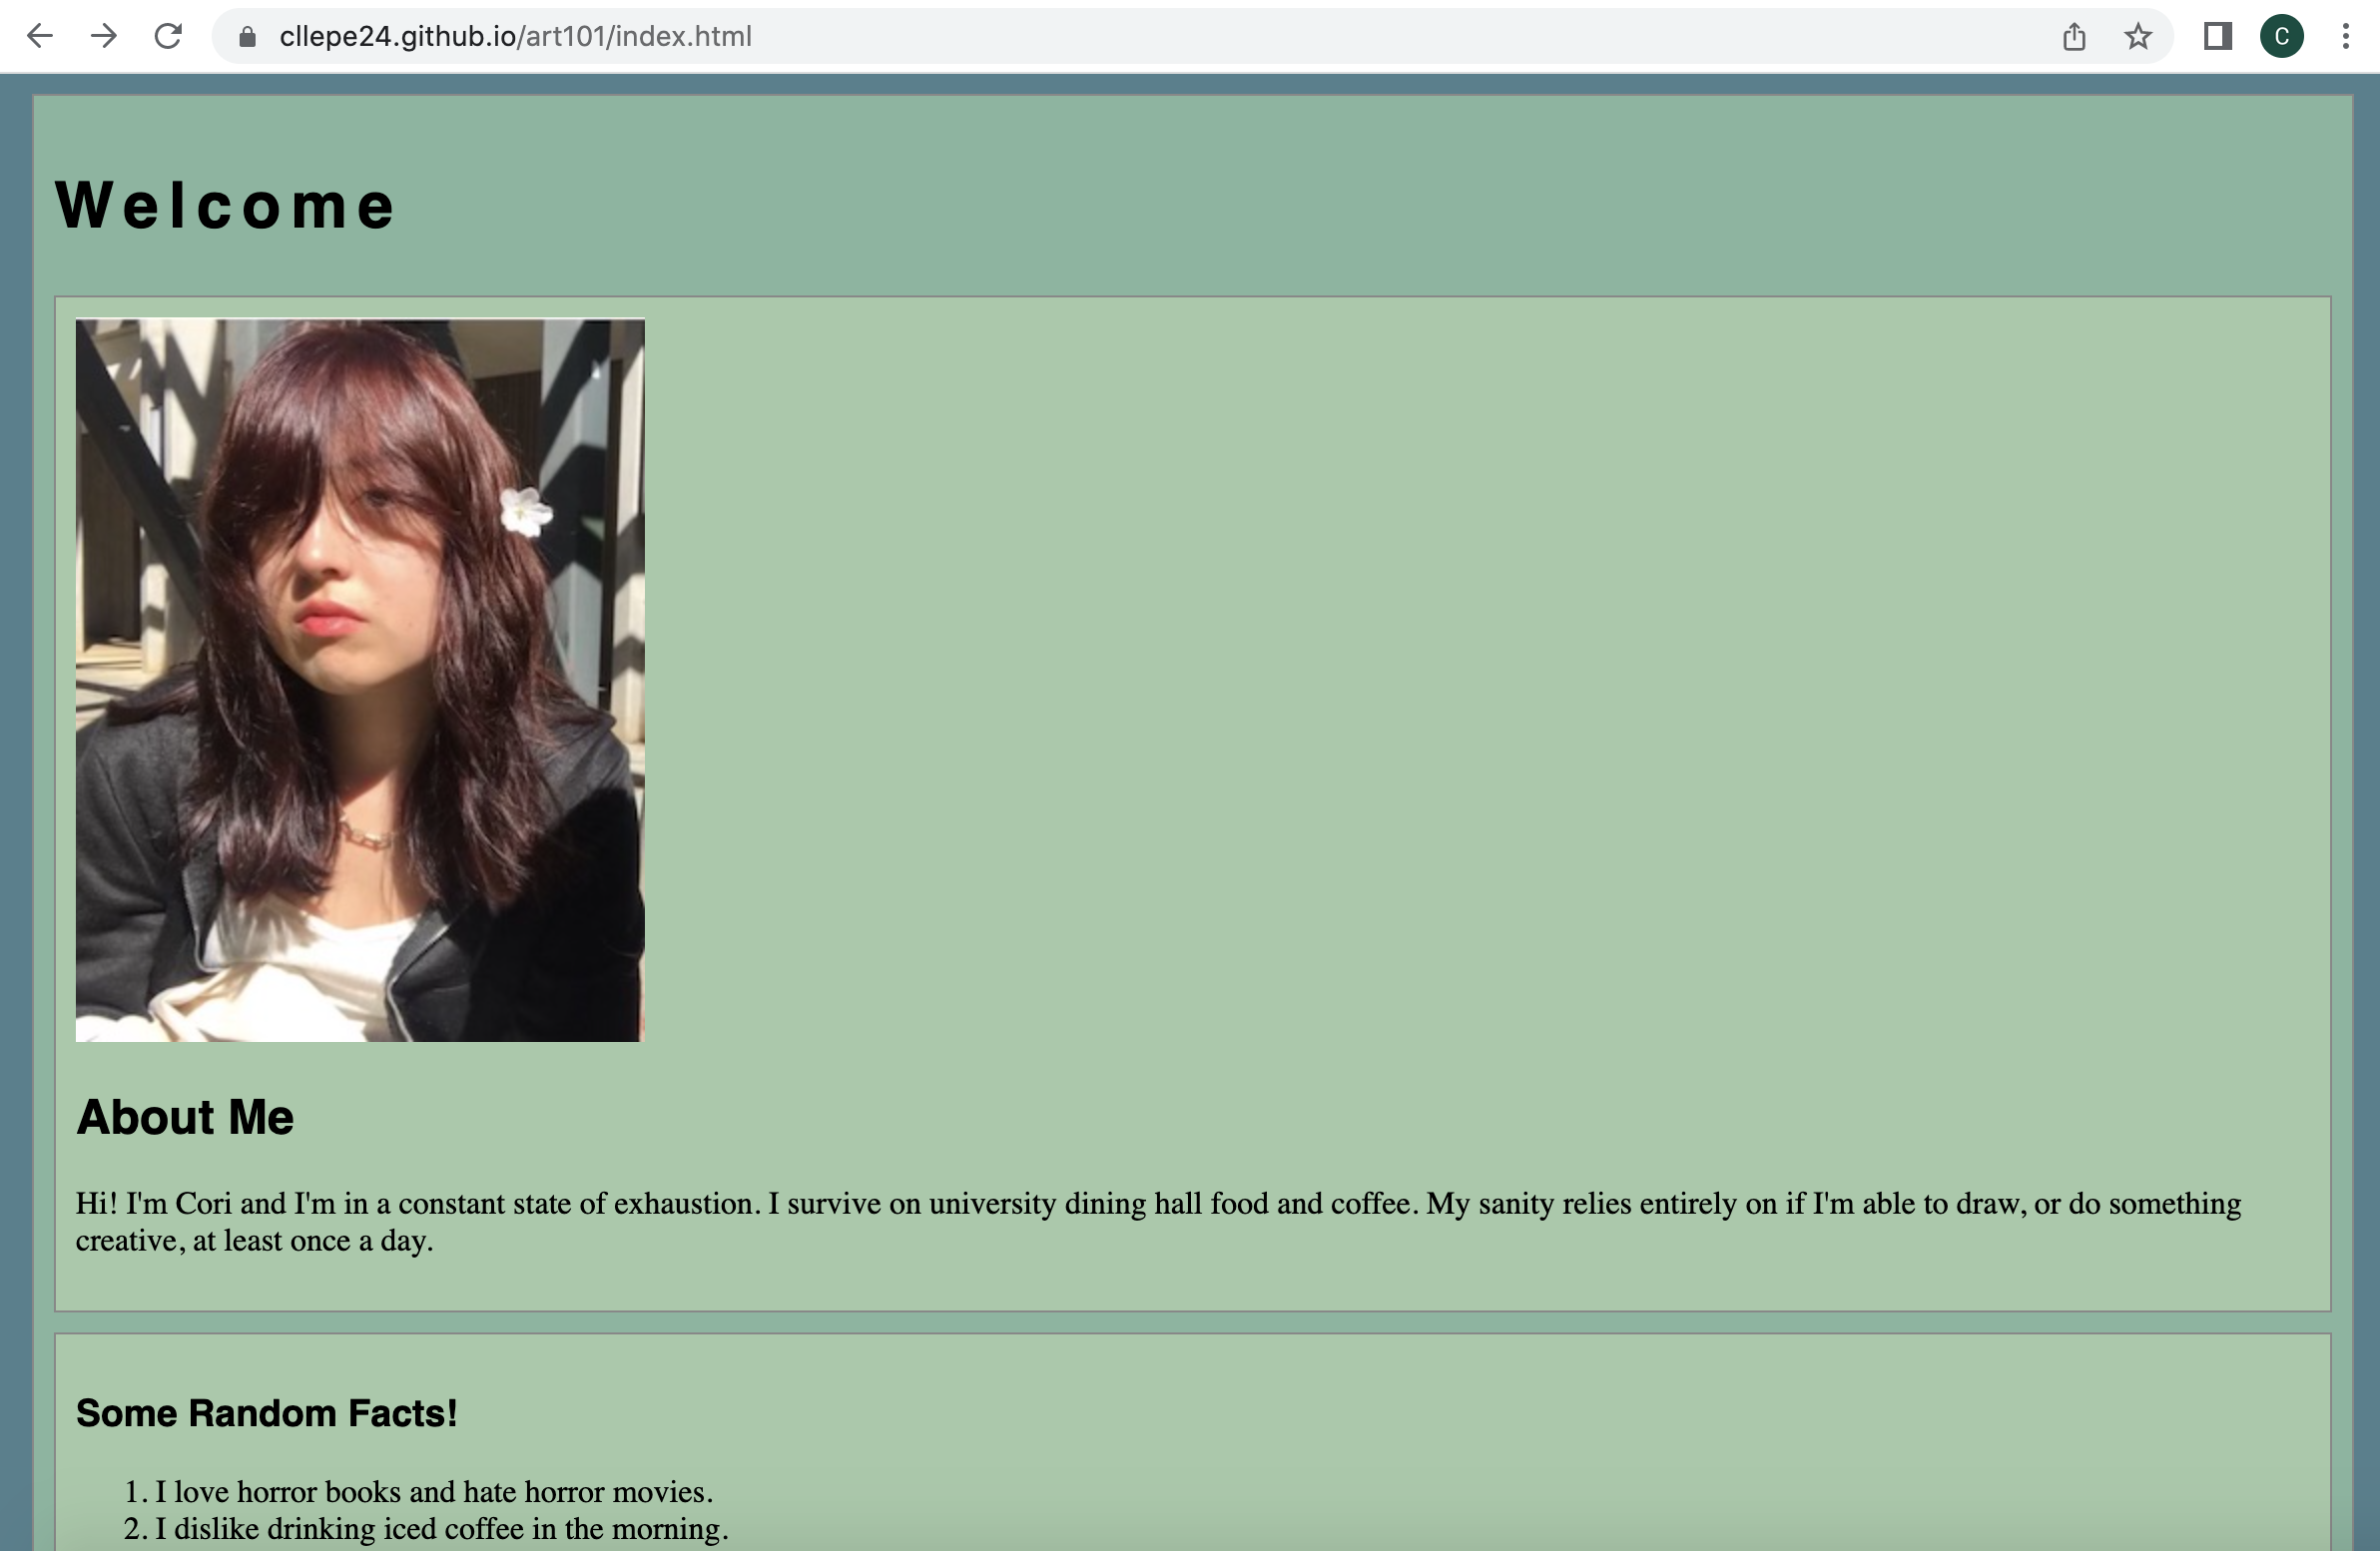 cllepe24.github.io/art101/index.html
C
Welcome
About Me
Hi! I'm Cori and I'm in a constant state of exhaustion. I survive on university dining hall food and coffee. My sanity relies entirely on if I'm able to draw, or do something
creative, at least once a day.
Some Random Facts!
1. I love horror books and hate horror movies.
2. I dislike drinking iced coffee in the morning.